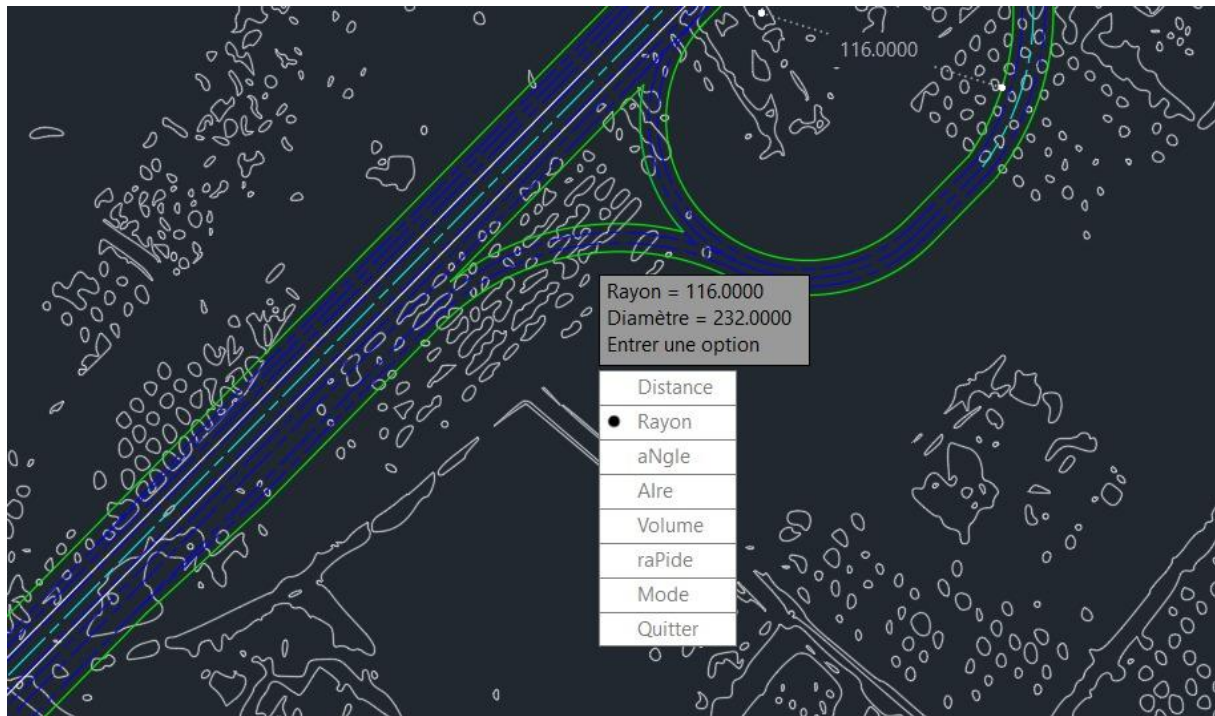 116.0000
Rayon = 116.0000
Diamètre = 232.0000
Entrer une option
Distance
Rayon
aNgle
AIre
Volume
raPide
Mode
Quitter